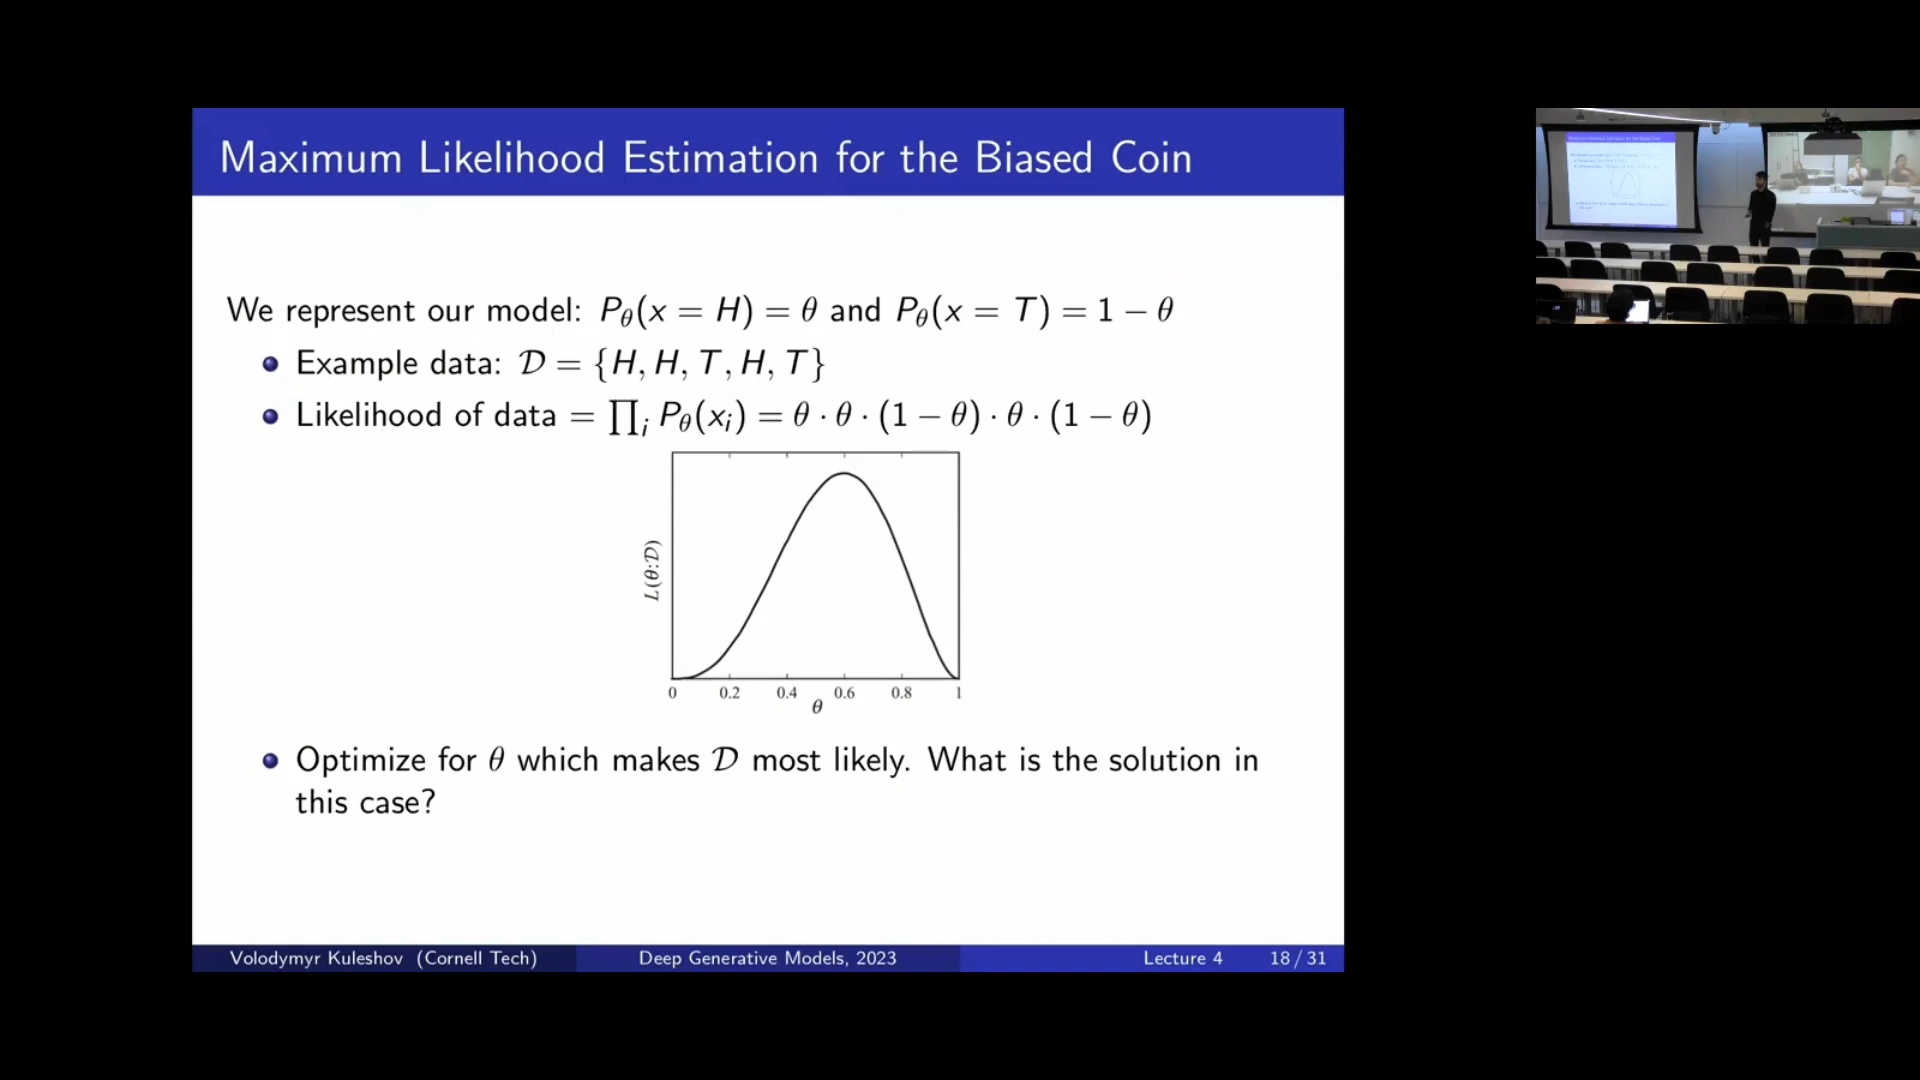 Maximum Likelihood Estimation for the Biased Coin
We represent our model: P_θ(x = H) = θ and P_θ(x = T) = 1 − θ
Example data: 𝒟 = {H, H, T, H, T}
Likelihood of data = ∏_i P_θ(x_i) = θ · θ · (1 − θ) · θ · (1 − θ)
L(θ:𝒟)
0 0.2 0.4 0.6 0.8 1
θ
Optimize for θ which makes 𝒟 most likely. What is the solution in
this case?
Volodymyr Kuleshov (Cornell Tech) Deep Generative Models, 2023 Lecture 4 18 / 31